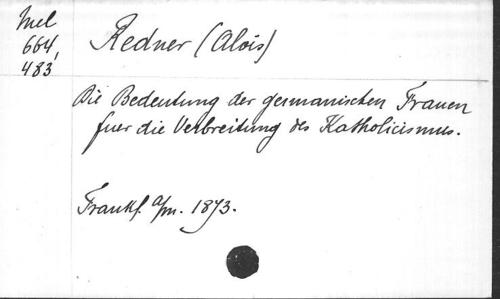 Mel
664,
483
Redner (Alois)
Die Bedeutung der germanischen Frauen
fuer die Verbreitung des Katholicismus.
Frankf. a/m. 1873.